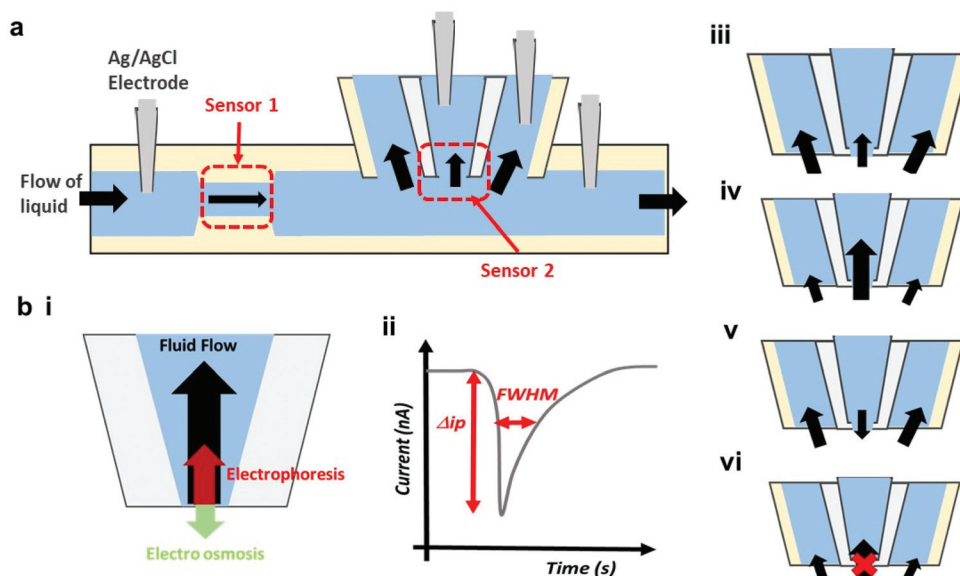 a
Ag/AgCl
Electrode
Sensor 1
Flow of
liquid
Sensor 2
b i
Fluid Flow
Electrophoresis
Electro osmosis
ii
Current (nA)
Δip
FWHM
Time (s)
iii
iv
v
vi